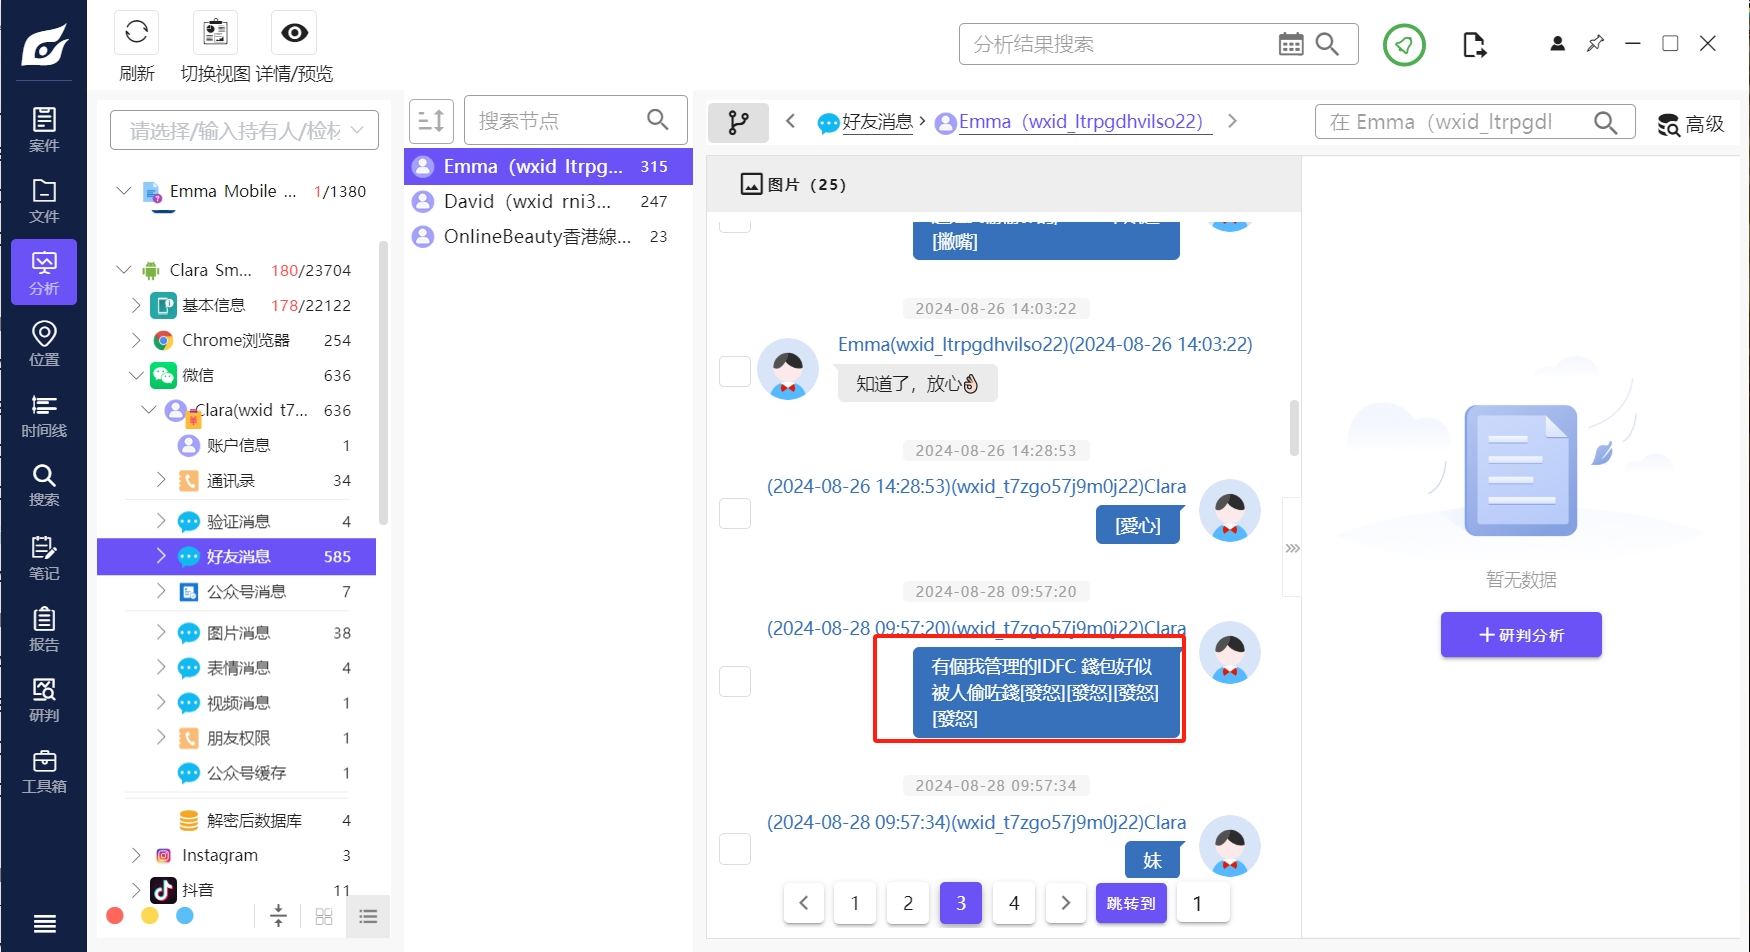 刷新
切换视图
详情/预览
分析结果搜索
案件
文件
分析
位置
时间线
搜索
笔记
报告
研判
工具箱
请选择/输入持有人/检材
Emma Mobile ... 1/1380
Clara Sm... 180/23704
基本信息 178/22122
Chrome浏览器 254
微信 636
Clara(wxid t7... 636
账户信息 1
通讯录 34
验证消息 4
好友消息 585
公众号消息 7
图片消息 38
表情消息 4
视频消息 1
朋友权限 1
公众号缓存 1
解密后数据库 4
Instagram 3
抖音 11
搜索节点
Emma（wxid ltrpg... 315
David（wxid rni3... 247
OnlineBeauty香港線... 23
好友消息
Emma（wxid_ltrpgdhvilso22）
在 Emma（wxid_ltrpgdl
高级
图片（25）
[撇嘴]
2024-08-26 14:03:22
Emma(wxid_ltrpgdhvilso22)(2024-08-26 14:03:22)
知道了，放心👌🏻
2024-08-26 14:28:53
(2024-08-26 14:28:53)(wxid_t7zgo57j9m0j22)Clara
[愛心]
2024-08-28 09:57:20
(2024-08-28 09:57:20)(wxid_t7zgo57j9m0j22)Clara
有個我管理的IDFC 錢包好似
被人偷咗錢[發怒][發怒][發怒]
[發怒]
2024-08-28 09:57:34
(2024-08-28 09:57:34)(wxid_t7zgo57j9m0j22)Clara
妹
1 2 3 4 跳转到 1
暂无数据
＋研判分析